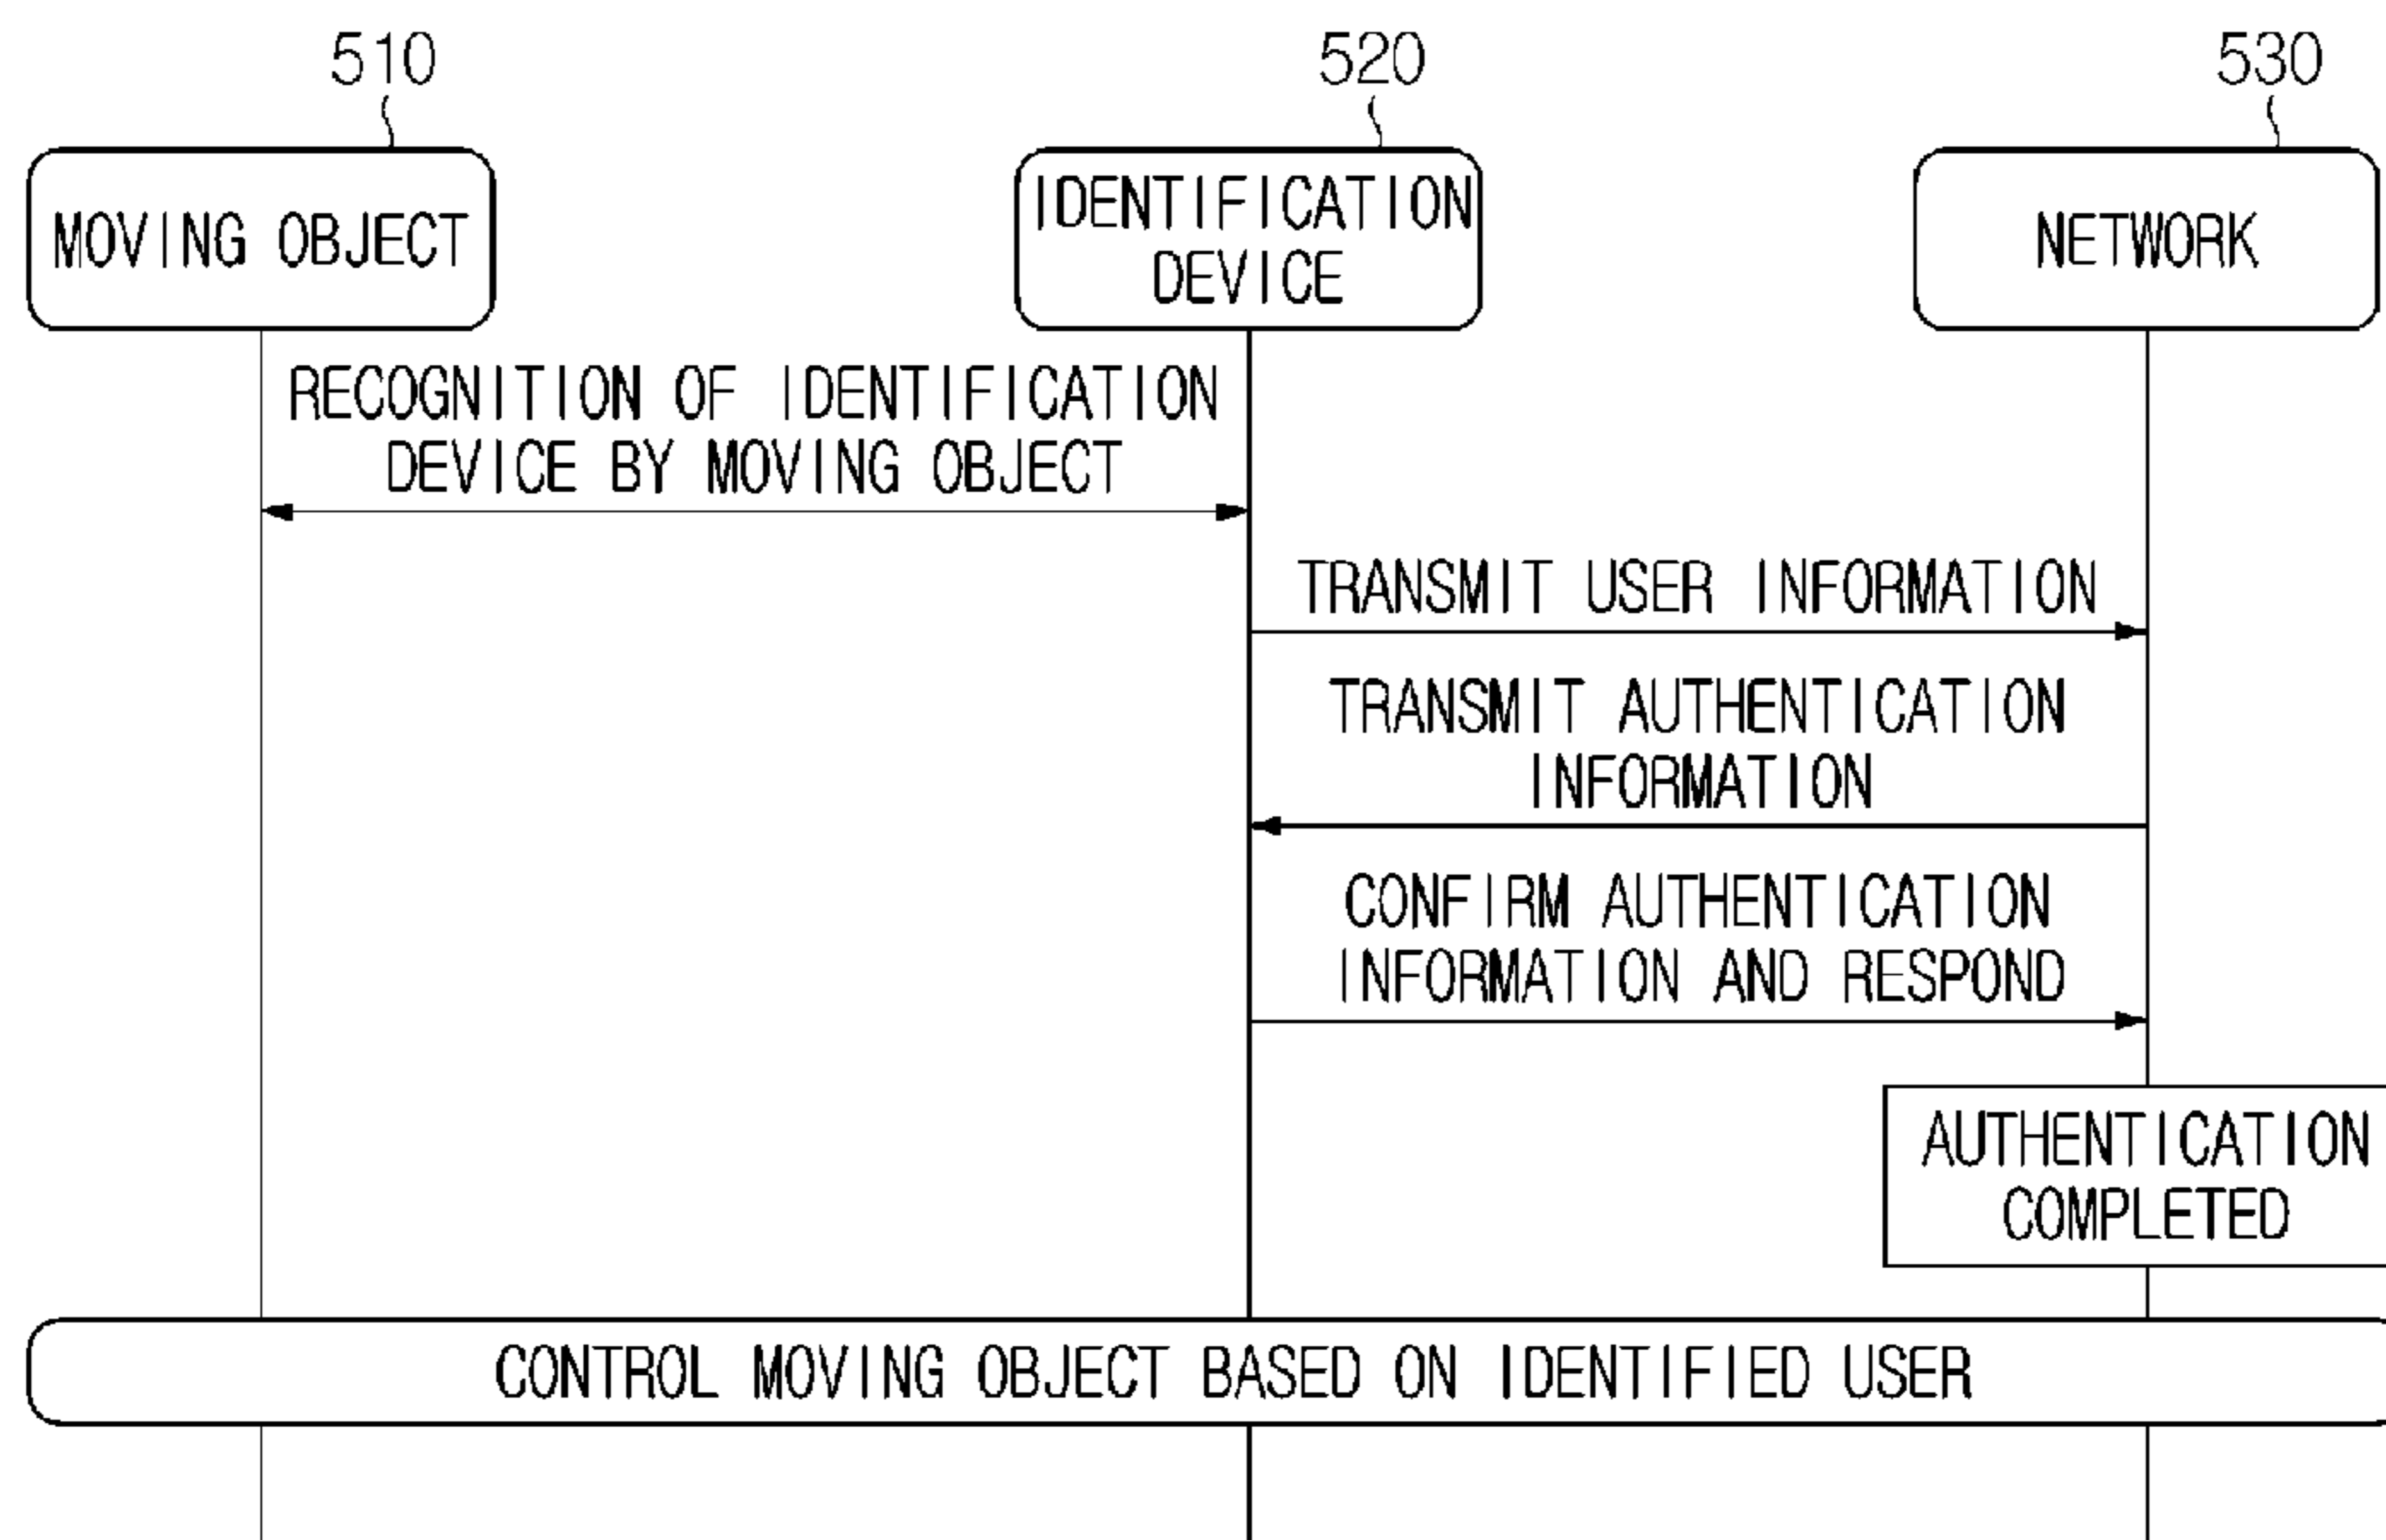 510
520
530
MOVING OBJECT
IDENTIFICATION
DEVICE
NETWORK
RECOGNITION OF IDENTIFICATION
DEVICE BY MOVING OBJECT
TRANSMIT USER INFORMATION
TRANSMIT AUTHENTICATION
INFORMATION
CONFIRM AUTHENTICATION
INFORMATION AND RESPOND
AUTHENTICATION
COMPLETED
CONTROL MOVING OBJECT BASED ON IDENTIFIED USER